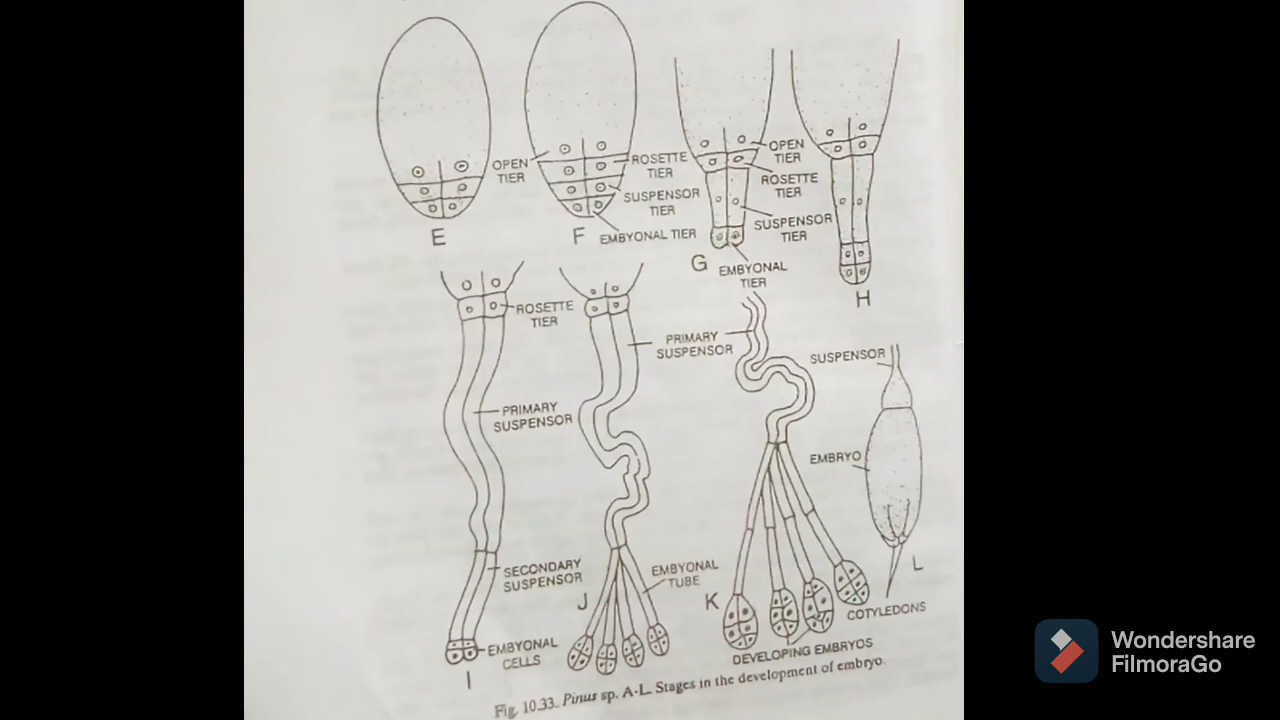 OPEN
TIER
ROSETTE
TIER
SUSPENSOR
TIER
EMBYONAL TIER
E
F
OPEN
TIER
ROSETTE
TIER
SUSPENSOR
TIER
EMBYONAL
TIER
G
H
ROSETTE
TIER
PRIMARY
SUSPENSOR
SECONDARY
SUSPENSOR
EMBYONAL
CELLS
I
PRIMARY
SUSPENSOR
EMBYONAL
TUBE
J
K
DEVELOPING EMBRYOS
SUSPENSOR
EMBRYO
L
COTYLEDONS
Fig. 10.33. Pinus sp. A-L. Stages in the development of embryo.
Wondershare
FilmoraGo